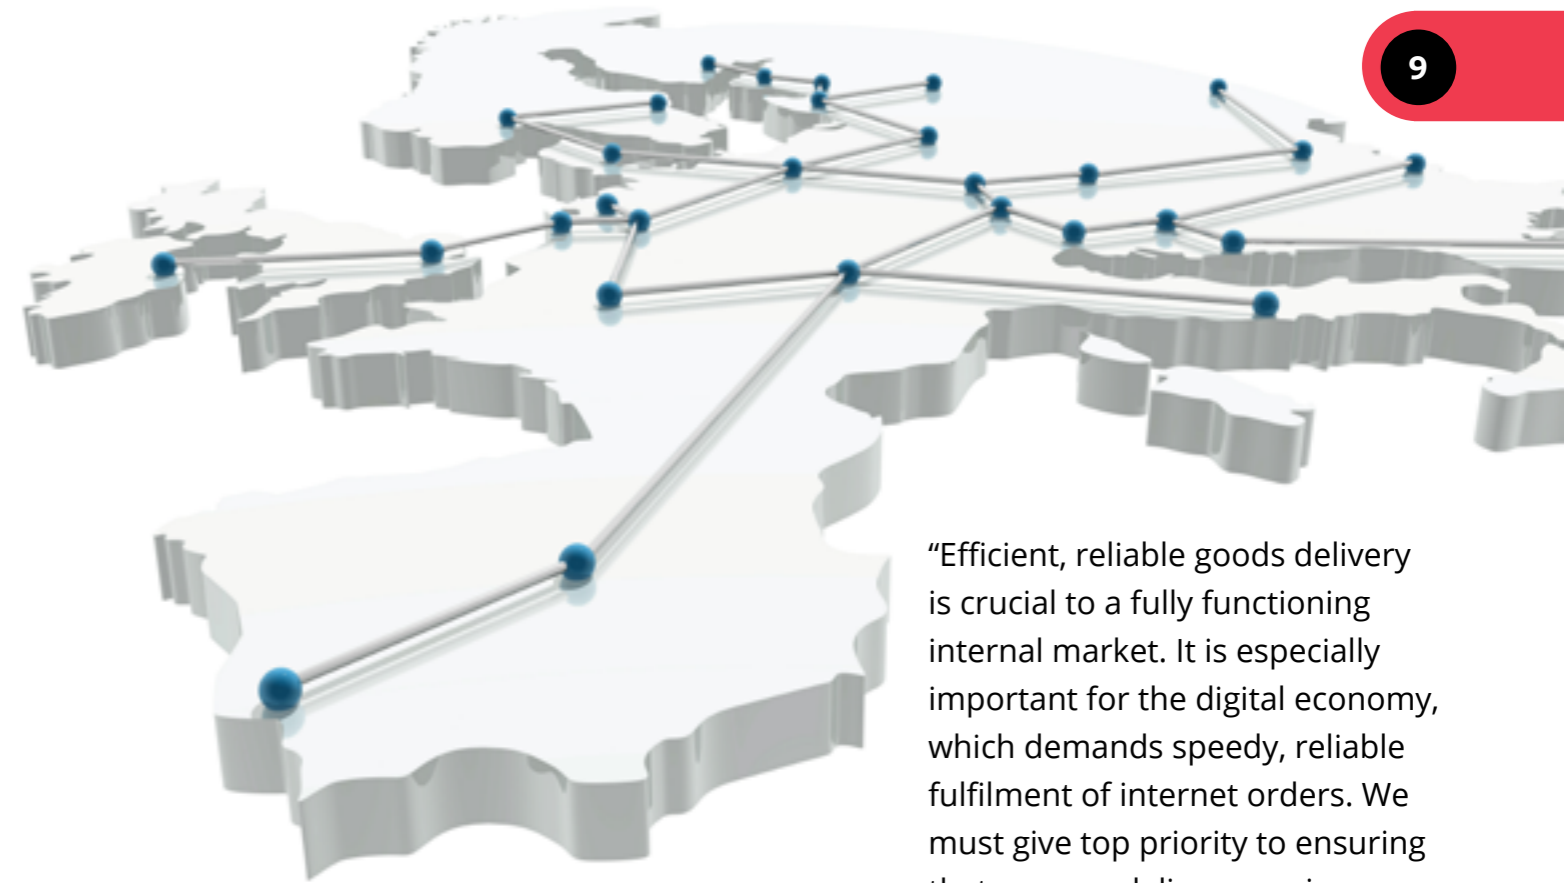 9
“Efficient, reliable goods delivery
is crucial to a fully functioning
internal market. It is especially
important for the digital economy,
which demands speedy, reliable
fulfilment of internet orders. We
must give top priority to ensuring